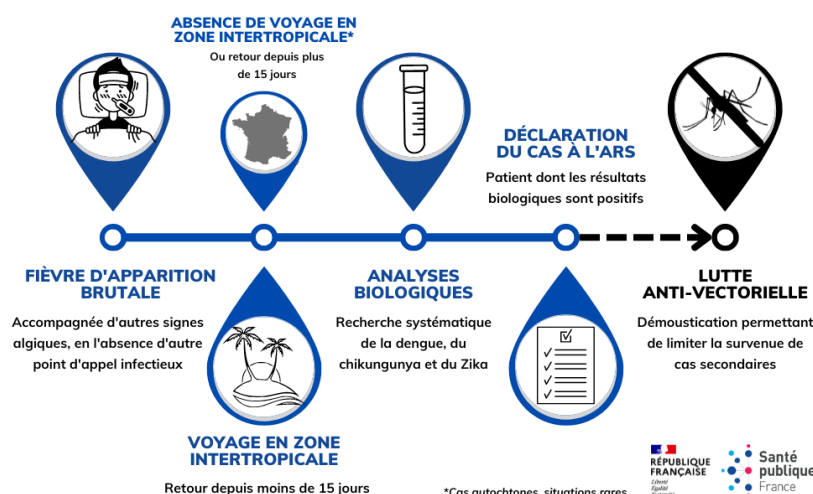 ABSENCE DE VOYAGE EN
ZONE INTERTROPICALE*
Ou retour depuis plus
de 15 jours
DÉCLARATION
DU CAS À L'ARS
Patient dont les résultats
biologiques sont positifs
FIÈVRE D'APPARITION
BRUTALE
Accompagnée d'autres signes
algiques, en l'absence d'autre
point d'appel infectieux
ANALYSES
BIOLOGIQUES
Recherche systématique
de la dengue, du
chikungunya et du Zika
LUTTE
ANTI-VECTORIELLE
Démoustication permettant
de limiter la survenue de
cas secondaires
VOYAGE EN ZONE
INTERTROPICALE
Retour depuis moins de 15 jours
*Cas autochtones, situations rares
RÉPUBLIQUE
FRANÇAISE
Liberté
Égalité
Santé
publique
France